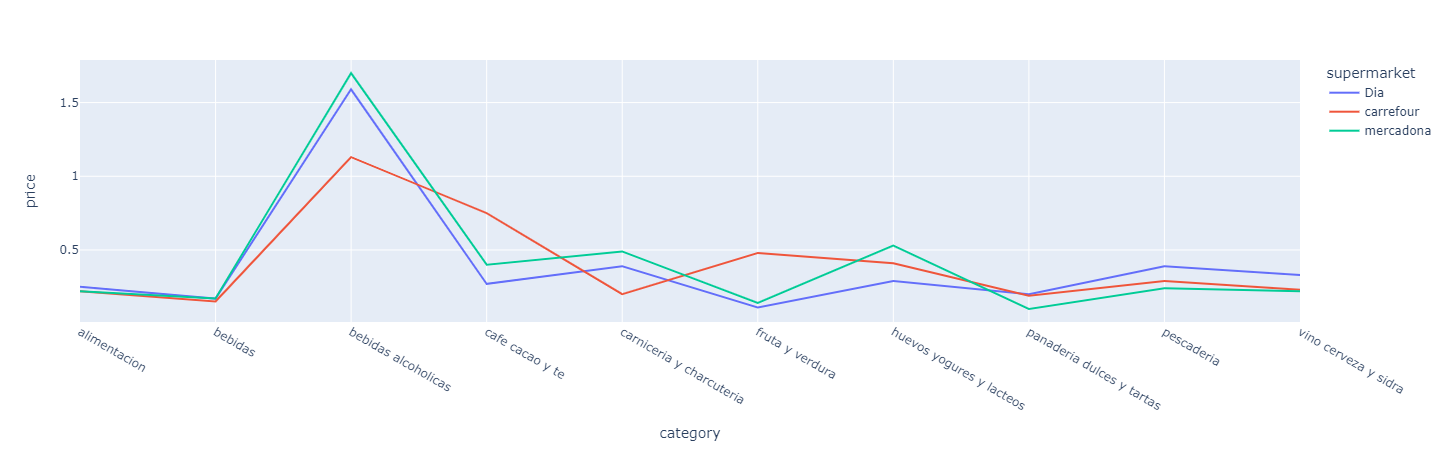 supermarket
Dia
carrefour
mercadona
price
1.5
1
0.5
alimentacion
bebidas
bebidas alcoholicas
cafe cacao y te
carniceria y charcuteria
fruta y verdura
huevos yogures y lacteos
panaderia dulces y tartas
pescaderia
vino cerveza y sidra
category